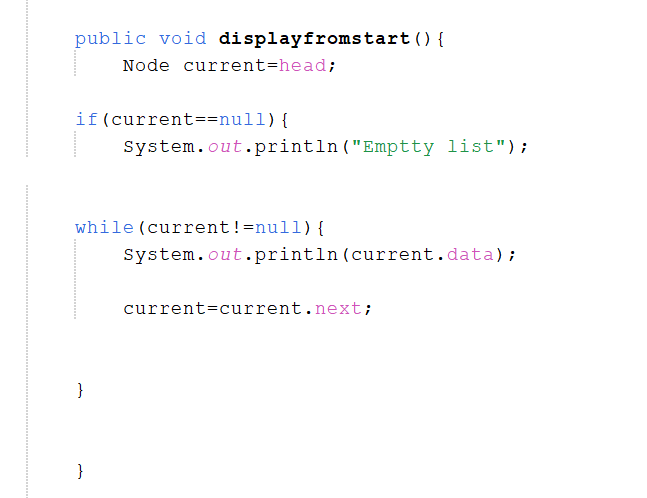 public void displayfromstart(){
Node current=head;
if(current==null){
System.out.println("Emptty list");
while(current!=null){
System.out.println(current.data);
current=current.next;
}
}